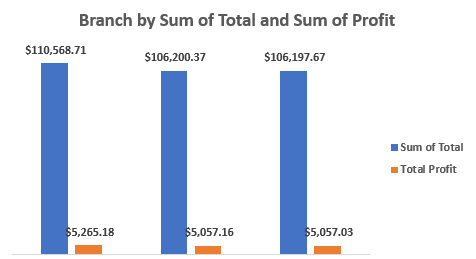 Branch by Sum of Total and Sum of Profit
$110,568.71
$106,200.37
$106,197.67
Sum of Total
Total Profit
$5,265.18
$5,057.16
$5,057.03